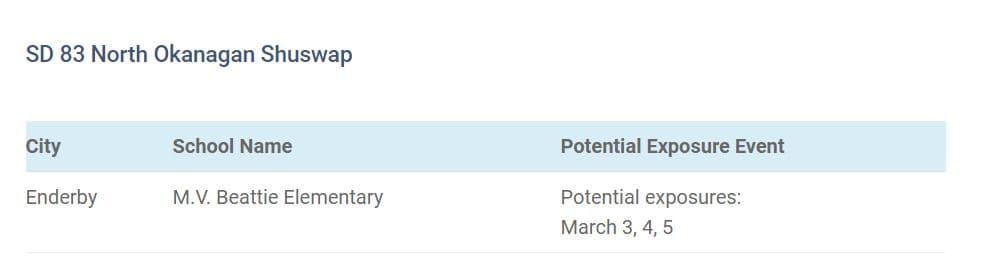 SD 83 North Okanagan Shuswap
City School Name Potential Exposure Event
Enderby M.V. Beattie Elementary Potential exposures:
March 3, 4, 5